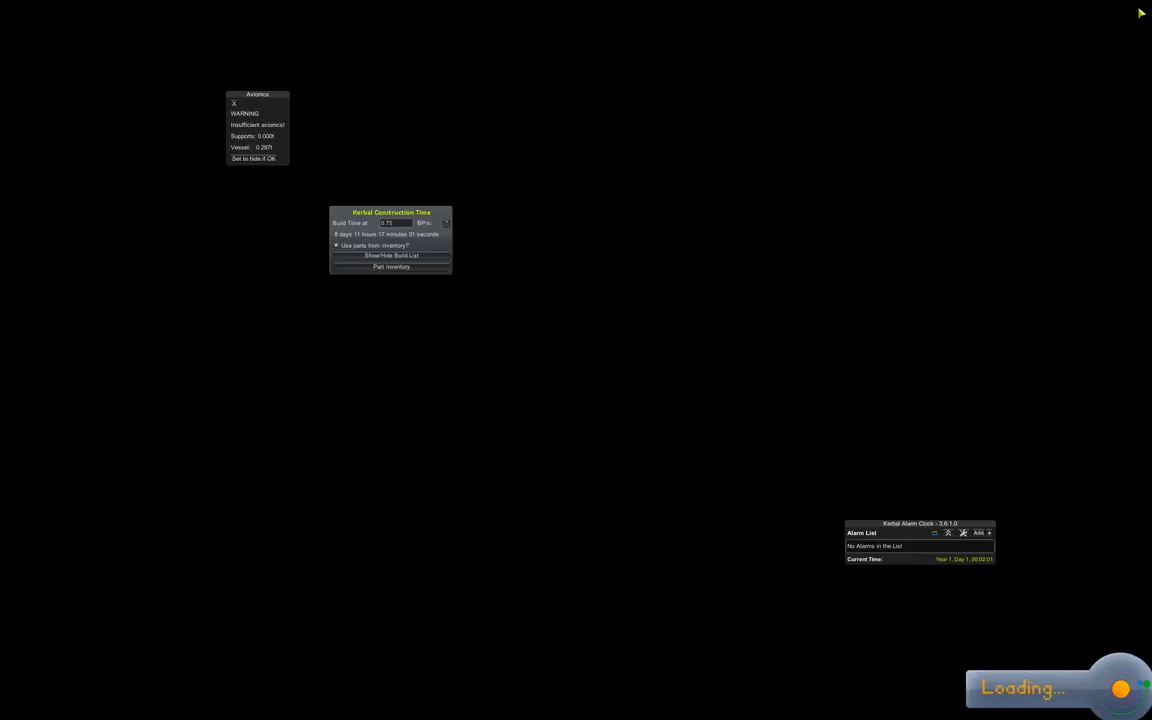 Avionics
X
WARNING
Insufficient avionics!
Supports: 0.000t
Vessel: 0.297t
Set to hide if OK
Kerbal Construction Time
Build Time at 0.75 BP/s:
8 days 11 hours 17 minutes 31 seconds
Use parts from inventory?
Show/Hide Build List
Part Inventory
Kerbal Alarm Clock - 3.6.1.0
Alarm List Add +
No Alarms in the List
Current Time: Year 1, Day 1, 00:02:01
Loading...